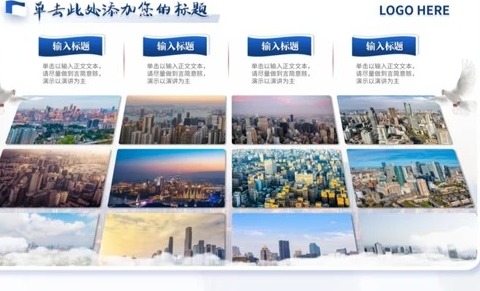 单击此处添加您的标题
LOGO HERE
输入标题
输入标题
输入标题
输入标题
单击以输入正文文本,
请尽量做到言简意赅,
演示以演讲为主
单击以输入正文文本,
请尽量做到言简意赅,
演示以演讲为主
单击以输入正文文本,
请尽量做到言简意赅,
演示以演讲为主
单击以输入正文文本,
请尽量做到言简意赅,
演示以演讲为主